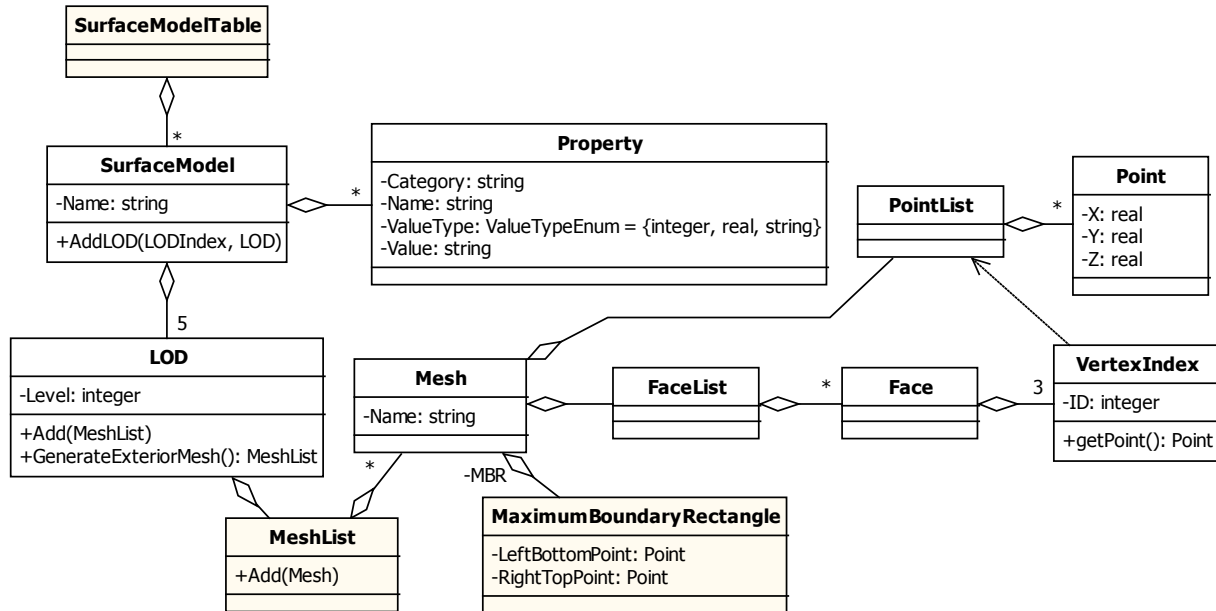 SurfaceModelTable
*
SurfaceModel
-Name: string
+AddLOD(LODIndex, LOD)
*
Property
-Category: string
-Name: string
-ValueType: ValueTypeEnum = {integer, real, string}
-Value: string
PointList
*
Point
-X: real
-Y: real
-Z: real
5
LOD
-Level: integer
+Add(MeshList)
+GenerateExteriorMesh(): MeshList
Mesh
-Name: string
FaceList
*
Face
3
VertexIndex
-ID: integer
+getPoint(): Point
*
-MBR
MeshList
+Add(Mesh)
MaximumBoundaryRectangle
-LeftBottomPoint: Point
-RightTopPoint: Point